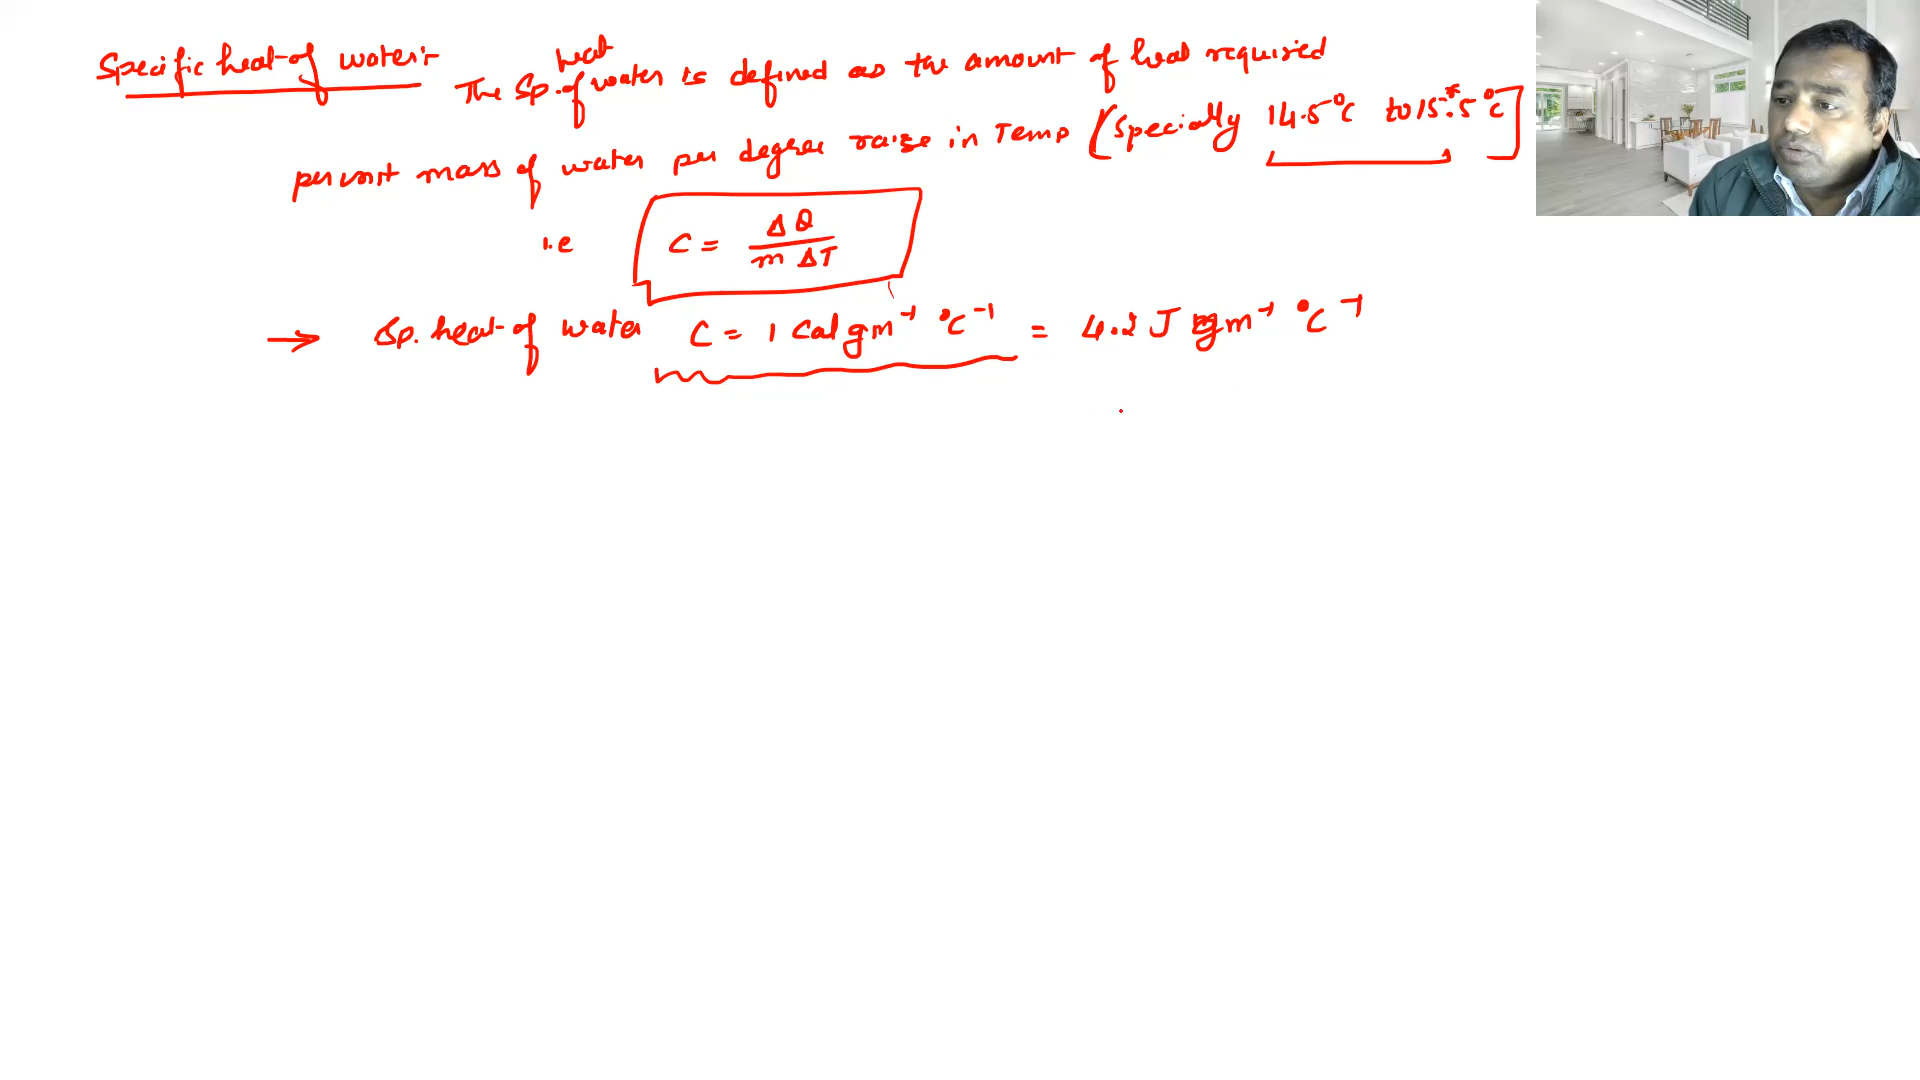 Specific heat of water:- The Sp. heat of water is defined as the amount of heat required
per unit mass of water per degree raise in Temp [Specially 14.5°C to 15.5°C]
i.e C = ΔQ / m ΔT
→ Sp. heat of water C = 1 Cal gm⁻¹ °C⁻¹ = 4.2 J gm⁻¹ °C⁻¹